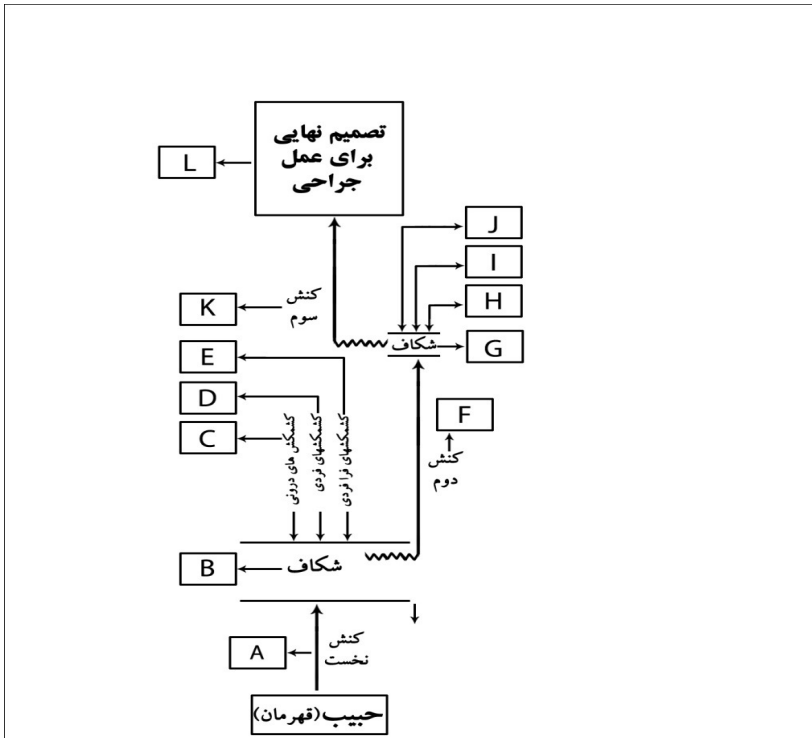 تصمیم نهایی
برای عمل
جراحی
L
J
I
H
G
شکاف
K
کنش
سوم
E
D
C
کشمکش های درونی
کشمکشهای فردی
کشمکشهای فرا فردی
F
کنش
دوم
B
شکاف
A
کنش
نخست
حبیب(قهرمان)